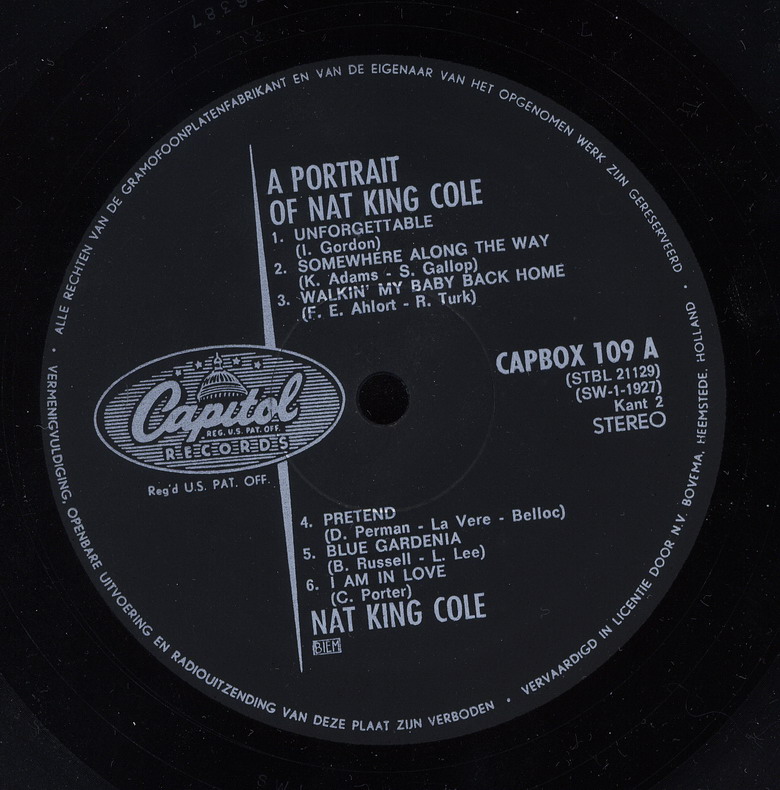 ALLE RECHTEN VAN DE GRAMOFOONPLATENFABRIKANT EN VAN DE EIGENAAR VAN HET OPGENOMEN WERK ZIJN GERESERVEERD •
A PORTRAIT
OF NAT KING COLE
1. UNFORGETTABLE
(I. Gordon)
2. SOMEWHERE ALONG THE WAY
(K. Adams - S. Gallop)
3. WALKIN' MY BABY BACK HOME
(F. E. Ahlort - R. Turk)
CAPBOX 109 A
(STBL 21129)
(SW-1-1927)
Kant 2
STEREO
Capitol
REG. U.S. PAT. OFF.
RECORDS
Reg'd U.S. PAT. OFF.
4. PRETEND
(D. Perman - La Vere - Belloc)
5. BLUE GARDENIA
(B. Russell - L. Lee)
6. I AM IN LOVE
(C. Porter)
NAT KING COLE
BIEM
• VERMENIGVULDIGING, OPENBARE UITVOERING EN RADIOUITZENDING VAN DEZE PLAAT ZIJN VERBODEN • VERVAARDIGD IN LICENTIE DOOR N.V. BOVEMA, HEEMSTEDE, HOLLAND